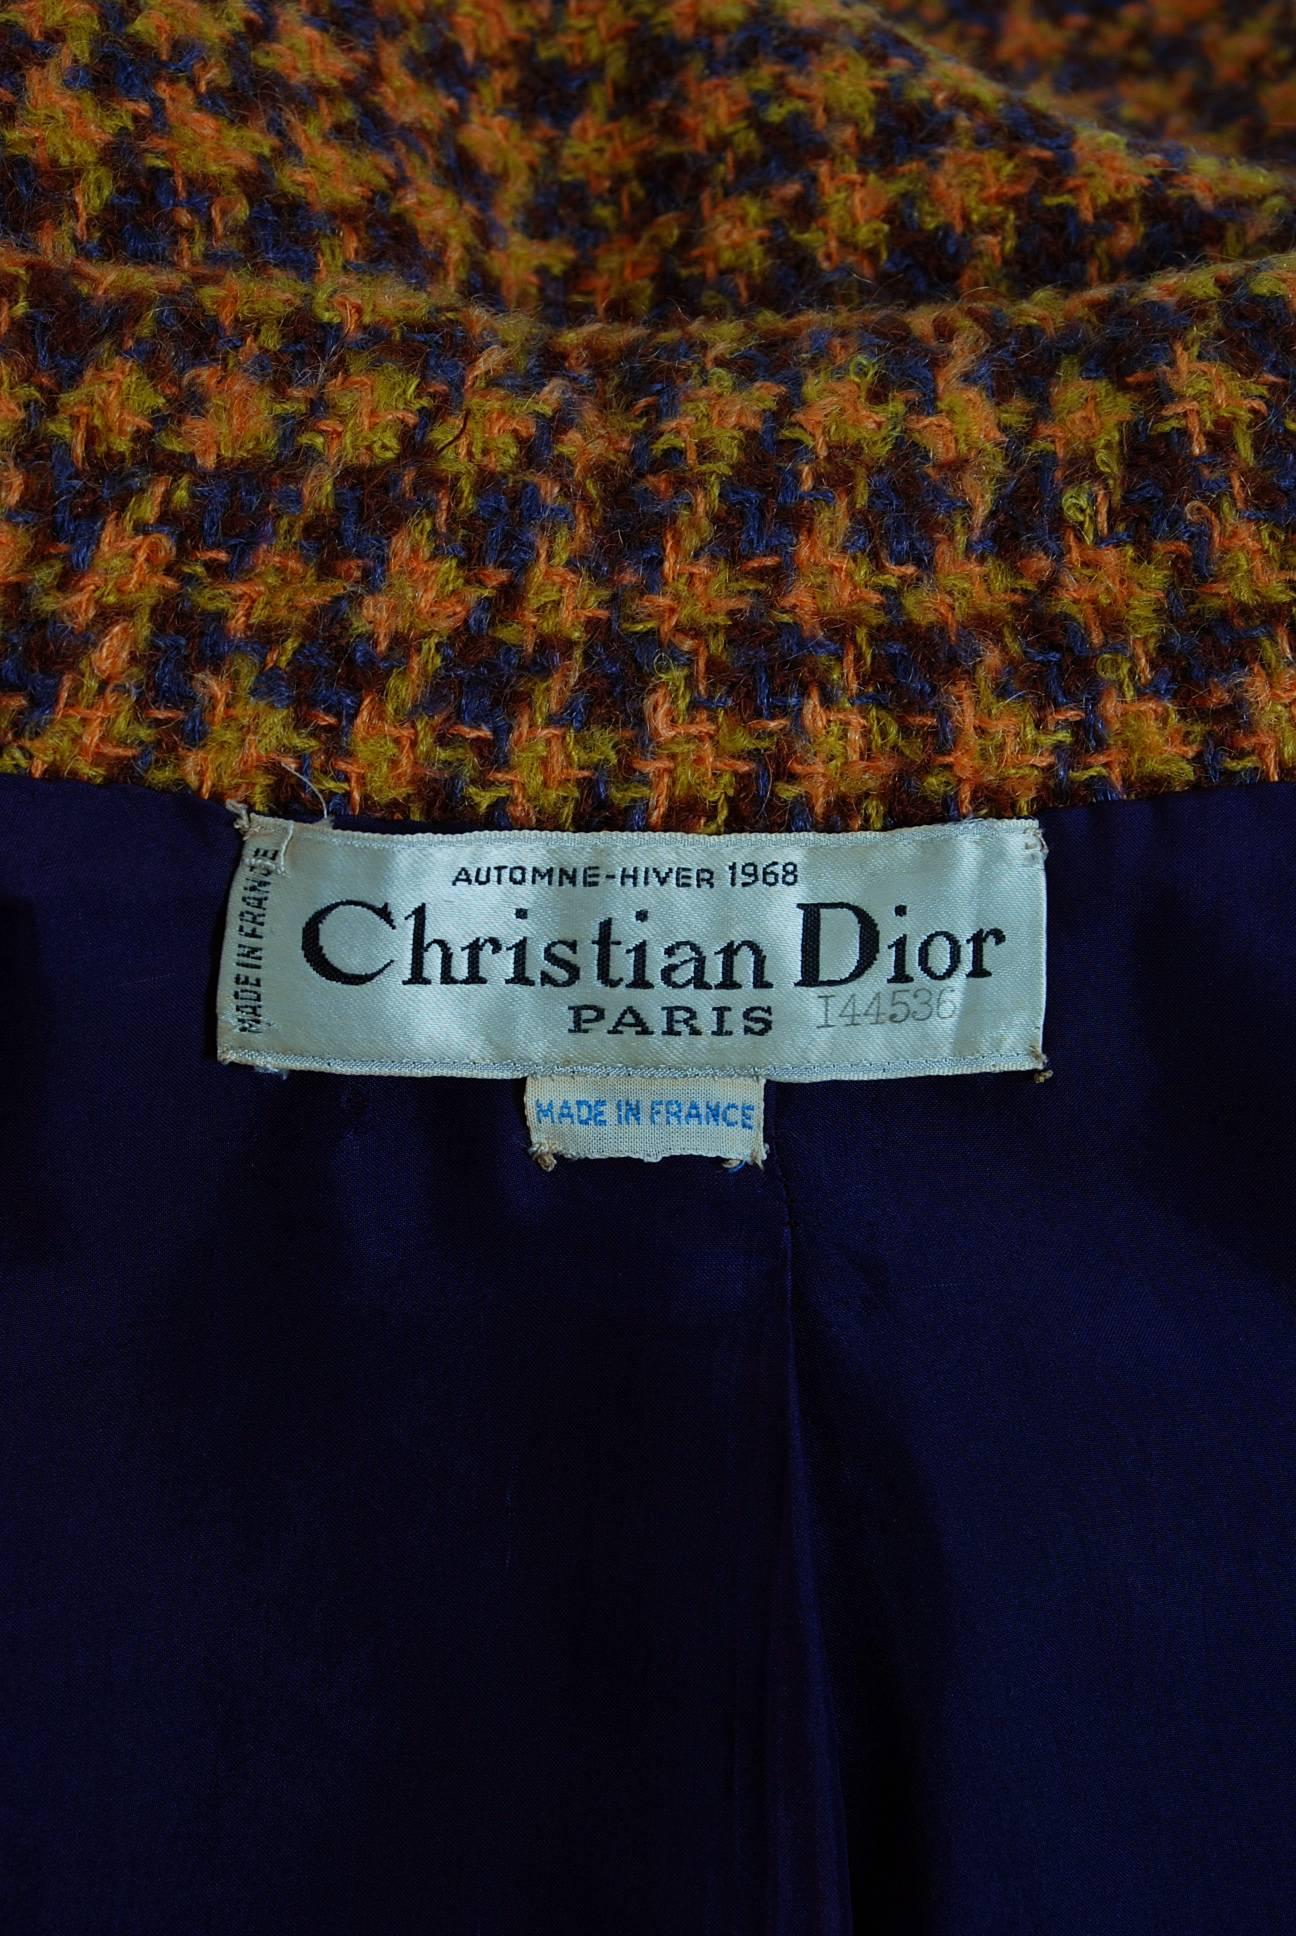 AUTOMNE-HIVER 1968
Christian Dior
PARIS
144536
MADE IN FRANCE
MADE IN FRANCE